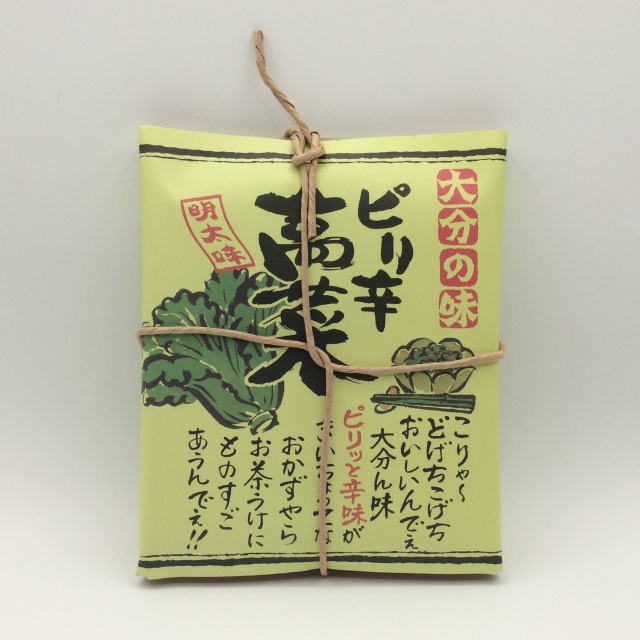 大分の味
ピリ辛
高菜
明太味
こりゃ～
どげちこげち
おいしいんでぇ
大分ん味
ピリッと辛味が
おかずやら
お茶うけに
ものすご
あうんでぇ!!